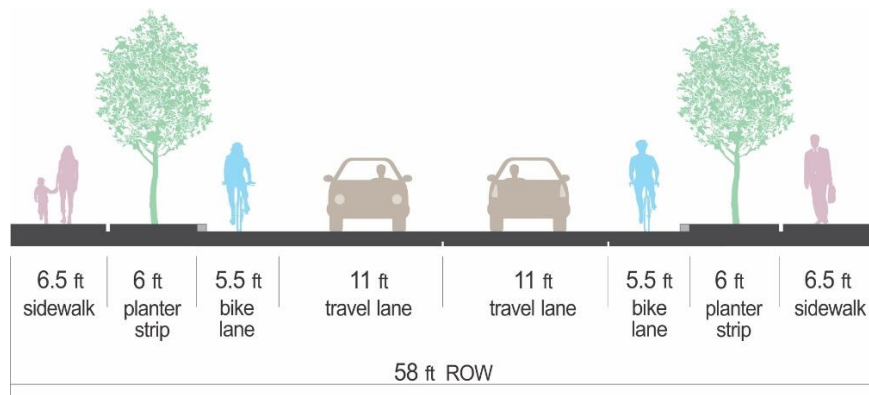 6.5 ft 6 ft 5.5 ft 11 ft 11 ft 5.5 ft 6 ft 6.5 ft
sidewalk planter bike travel lane travel lane bike planter sidewalk
strip lane lane strip
58 ft ROW